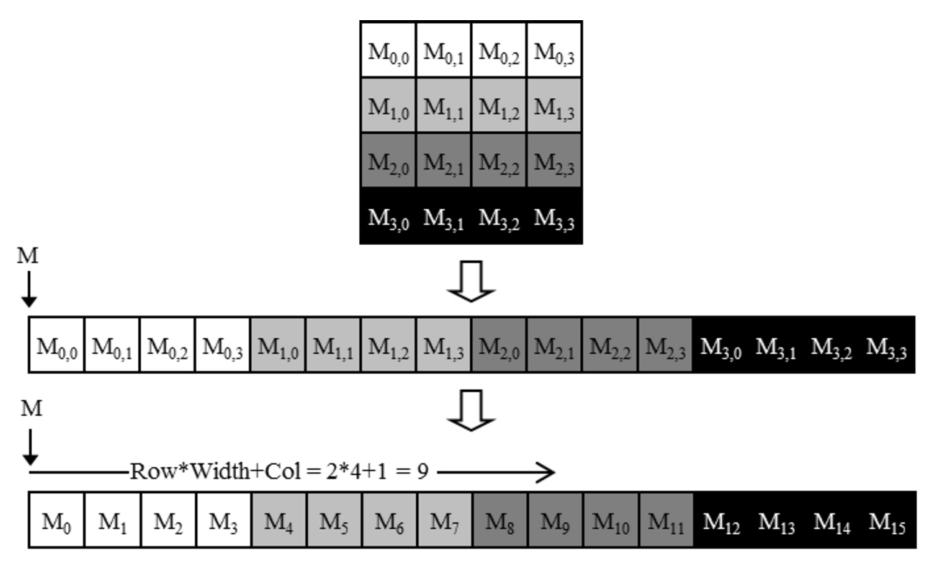 M0,0 M0,1 M0,2 M0,3
M1,0 M1,1 M1,2 M1,3
M2,0 M2,1 M2,2 M2,3
M3,0 M3,1 M3,2 M3,3
M
M0,0 M0,1 M0,2 M0,3 M1,0 M1,1 M1,2 M1,3 M2,0 M2,1 M2,2 M2,3 M3,0 M3,1 M3,2 M3,3
M
Row*Width+Col = 2*4+1 = 9
M0 M1 M2 M3 M4 M5 M6 M7 M8 M9 M10 M11 M12 M13 M14 M15